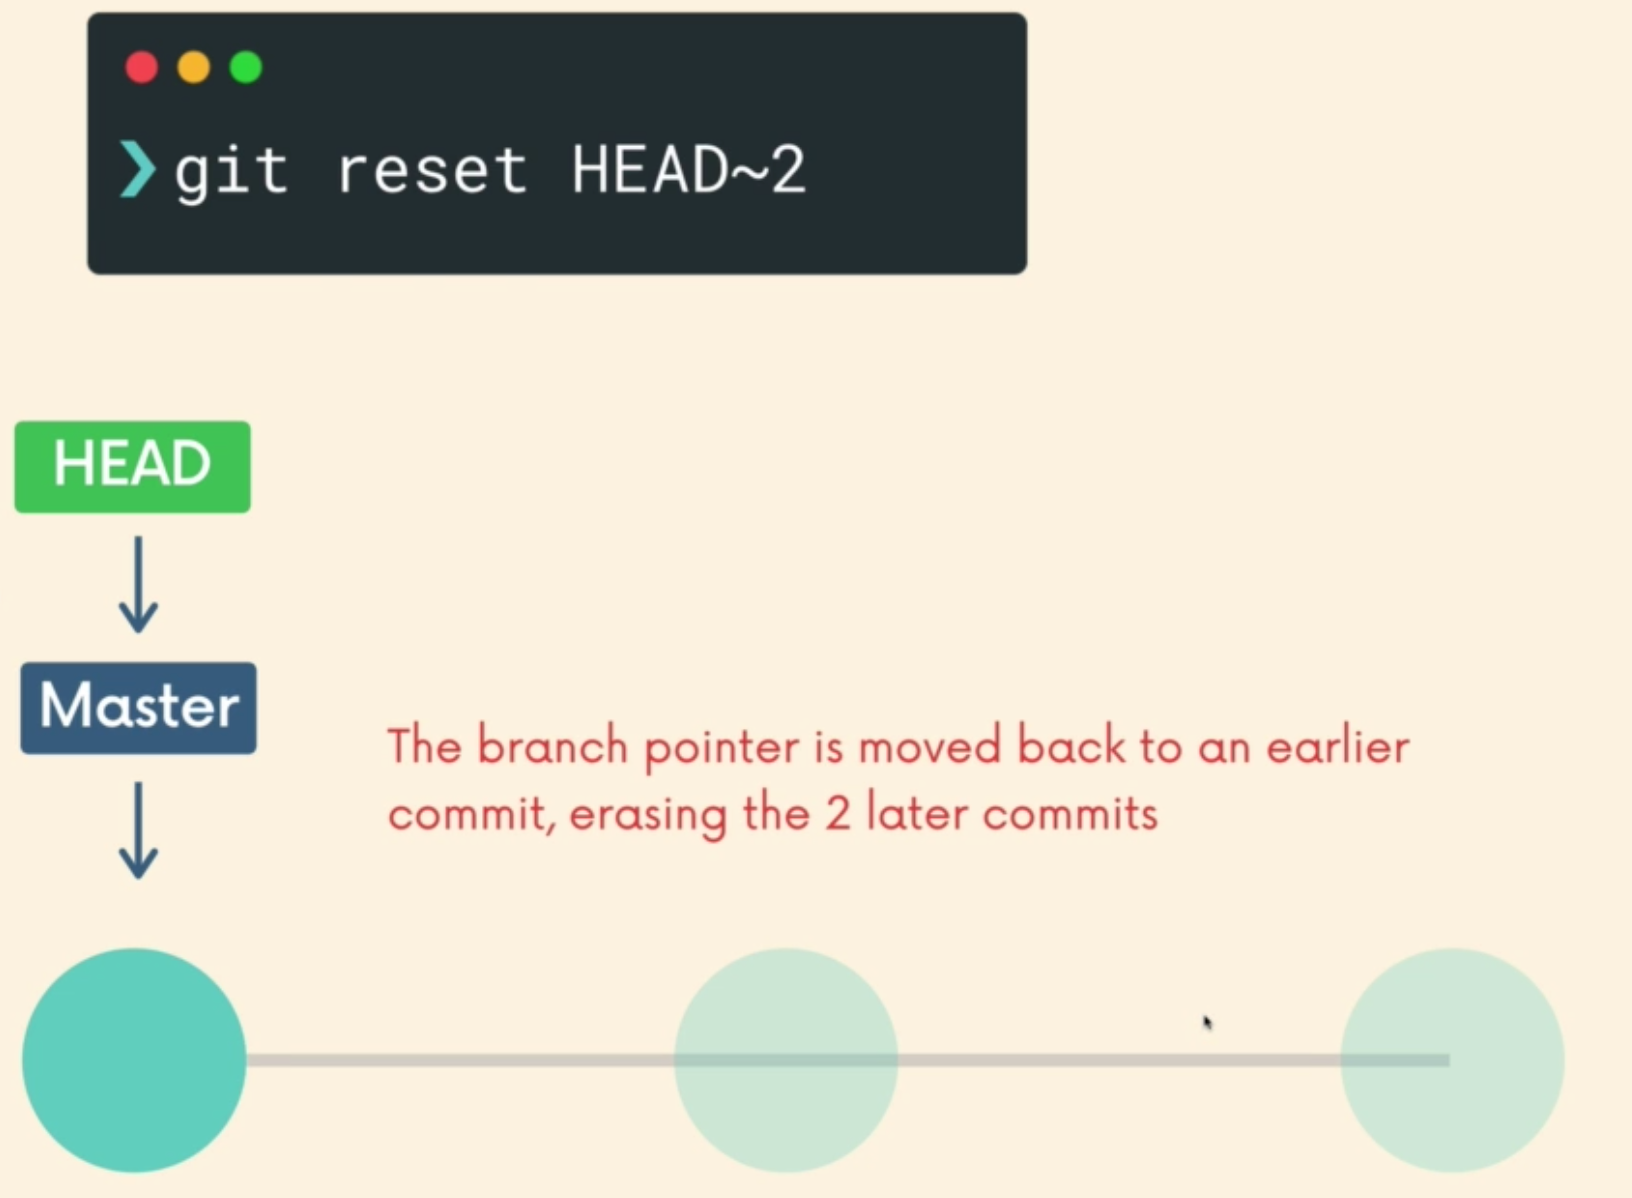 ❯ git reset HEAD~2
HEAD
Master
The branch pointer is moved back to an earlier
commit, erasing the 2 later commits